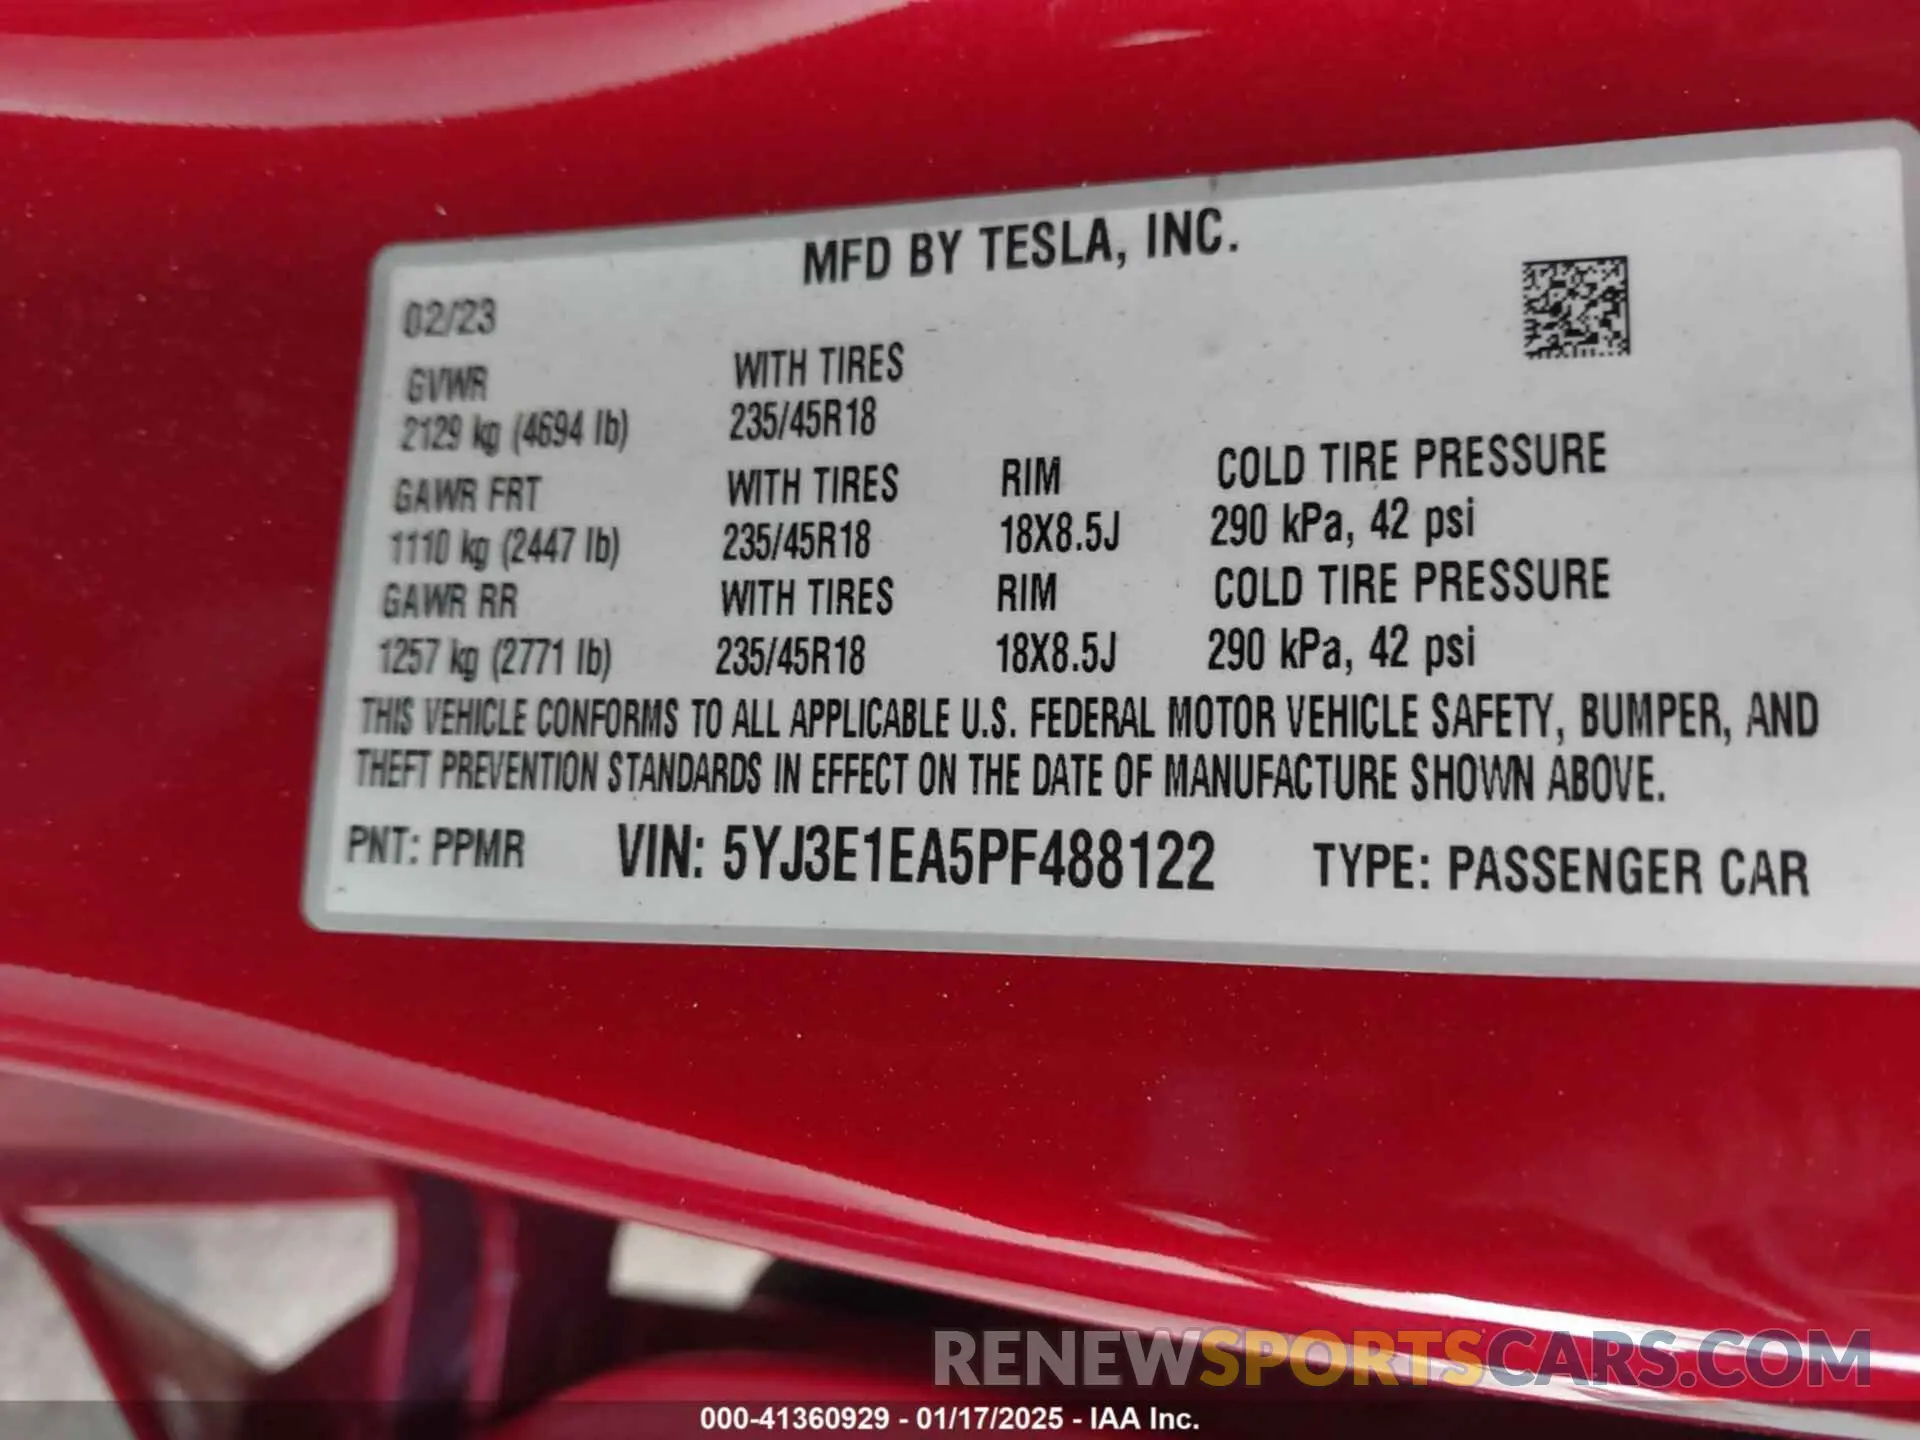 MFD BY TESLA, INC.
02/23
GVWR WITH TIRES
2129 kg (4694 lb) 235/45R18
GAWR FRT WITH TIRES RIM COLD TIRE PRESSURE
1110 kg (2447 lb) 235/45R18 18X8.5J 290 kPa, 42 psi
GAWR RR WITH TIRES RIM COLD TIRE PRESSURE
1257 kg (2771 lb) 235/45R18 18X8.5J 290 kPa, 42 psi
THIS VEHICLE CONFORMS TO ALL APPLICABLE U.S. FEDERAL MOTOR VEHICLE SAFETY, BUMPER, AND
THEFT PREVENTION STANDARDS IN EFFECT ON THE DATE OF MANUFACTURE SHOWN ABOVE.
PNT: PPMR VIN: 5YJ3E1EA5PF488122 TYPE: PASSENGER CAR
RENEWSPORTSCARS.COM
000-41360929 - 01/17/2025 - IAA Inc.